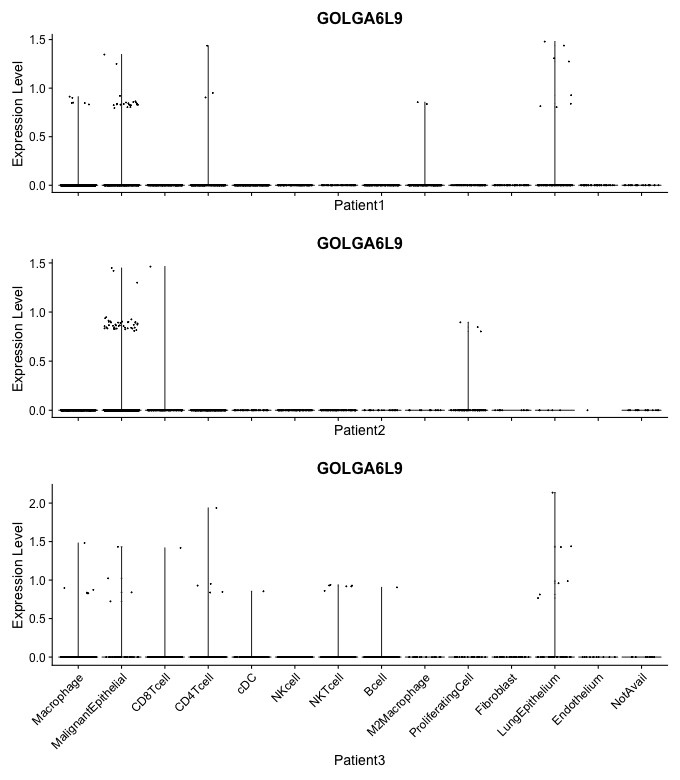 GOLGA6L9
Expression Level
1.5
1.0
0.5
0.0
Patient1
GOLGA6L9
Expression Level
1.5
1.0
0.5
0.0
Patient2
GOLGA6L9
Expression Level
2.0
1.5
1.0
0.5
0.0
Macrophage
MalignantEpithelial
CD8Tcell
CD4Tcell
cDC
NKcell
NKTcell
Bcell
M2Macrophage
ProliferatingCell
Fibroblast
LungEpithelium
Endothelium
NotAvail
Patient3